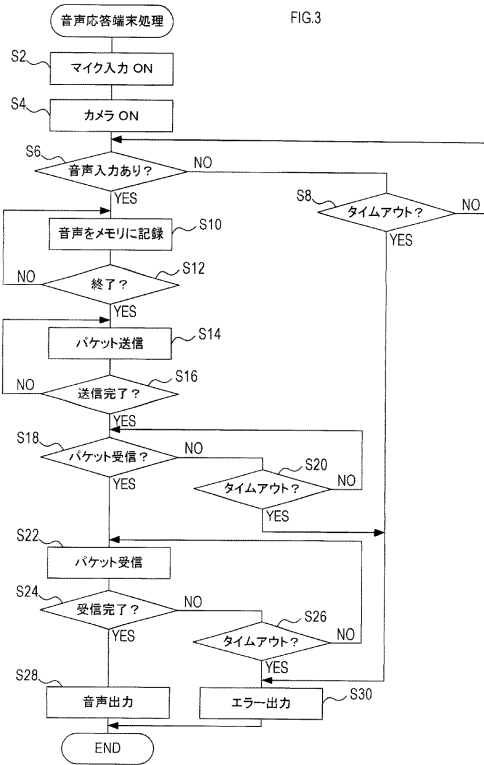 FIG.3
音声応答端末処理
S2
マイク入力 ON
S4
カメラ ON
S6
音声入力あり？
NO
YES
S8
タイムアウト？
NO
YES
S10
音声をメモリに記録
S12
終了？
NO
YES
S14
パケット送信
S16
送信完了？
NO
YES
S18
パケット受信？
NO
YES
S20
タイムアウト？
NO
YES
S22
パケット受信
S24
受信完了？
NO
YES
S26
タイムアウト？
NO
YES
S28
音声出力
S30
エラー出力
END